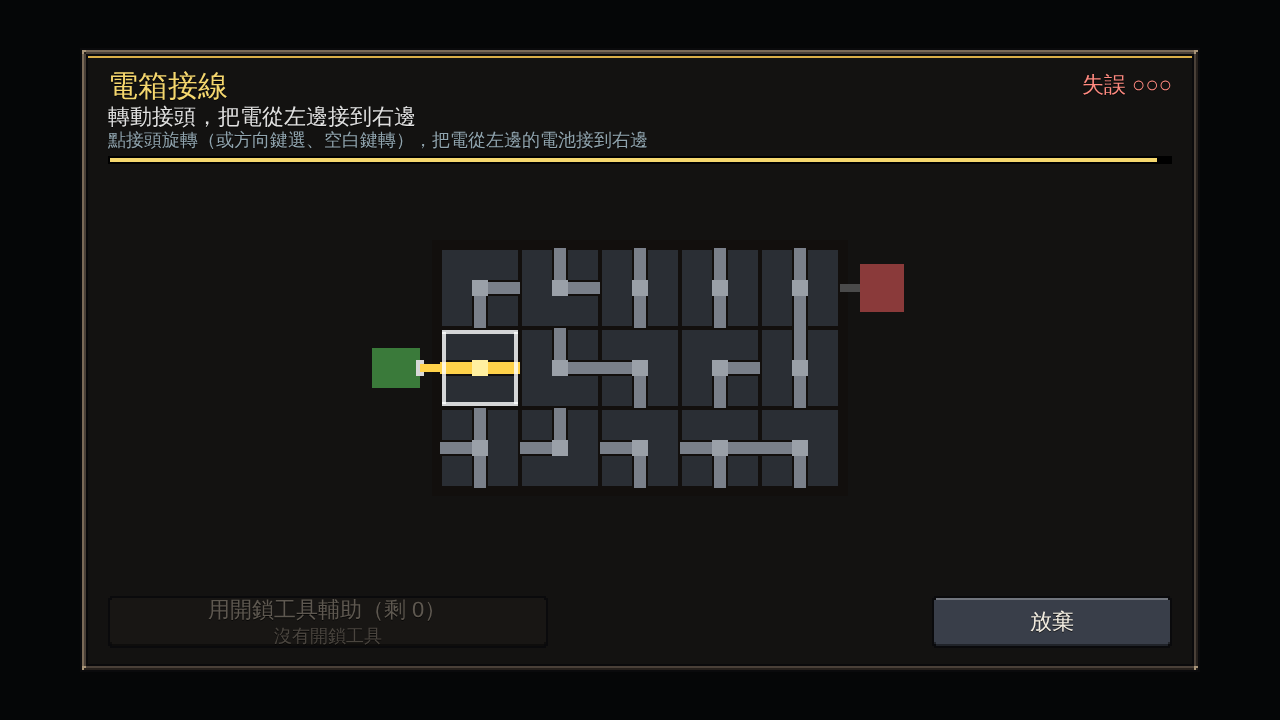 電箱接線
失誤 ○○○
轉動接頭，把電從左邊接到右邊
點接頭旋轉（或方向鍵選、空白鍵轉），把電從左邊的電池接到右邊
用開鎖工具輔助（剩 0）
沒有開鎖工具
放棄